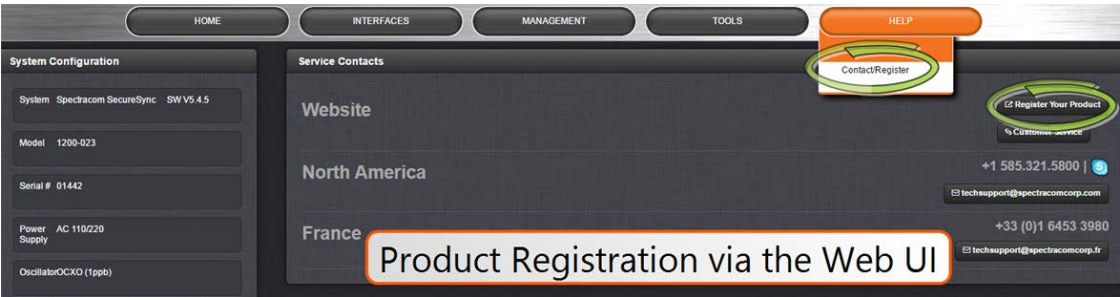 HOME INTERFACES MANAGEMENT TOOLS HELP
Contact/Register
System Configuration
System Spectracom SecureSync SW V5.4.5
Model 1200-023
Serial # 01442
Power Supply AC 110/220
OscillatorOCXO (1ppb)
Service Contacts
Website
Register Your Product
Customer Service
North America
+1 585.321.5800 |
techsupport@spectracomcorp.com
France
+33 (0)1 6453 3980
techsupport@spectracomcorp.fr
Product Registration via the Web UI